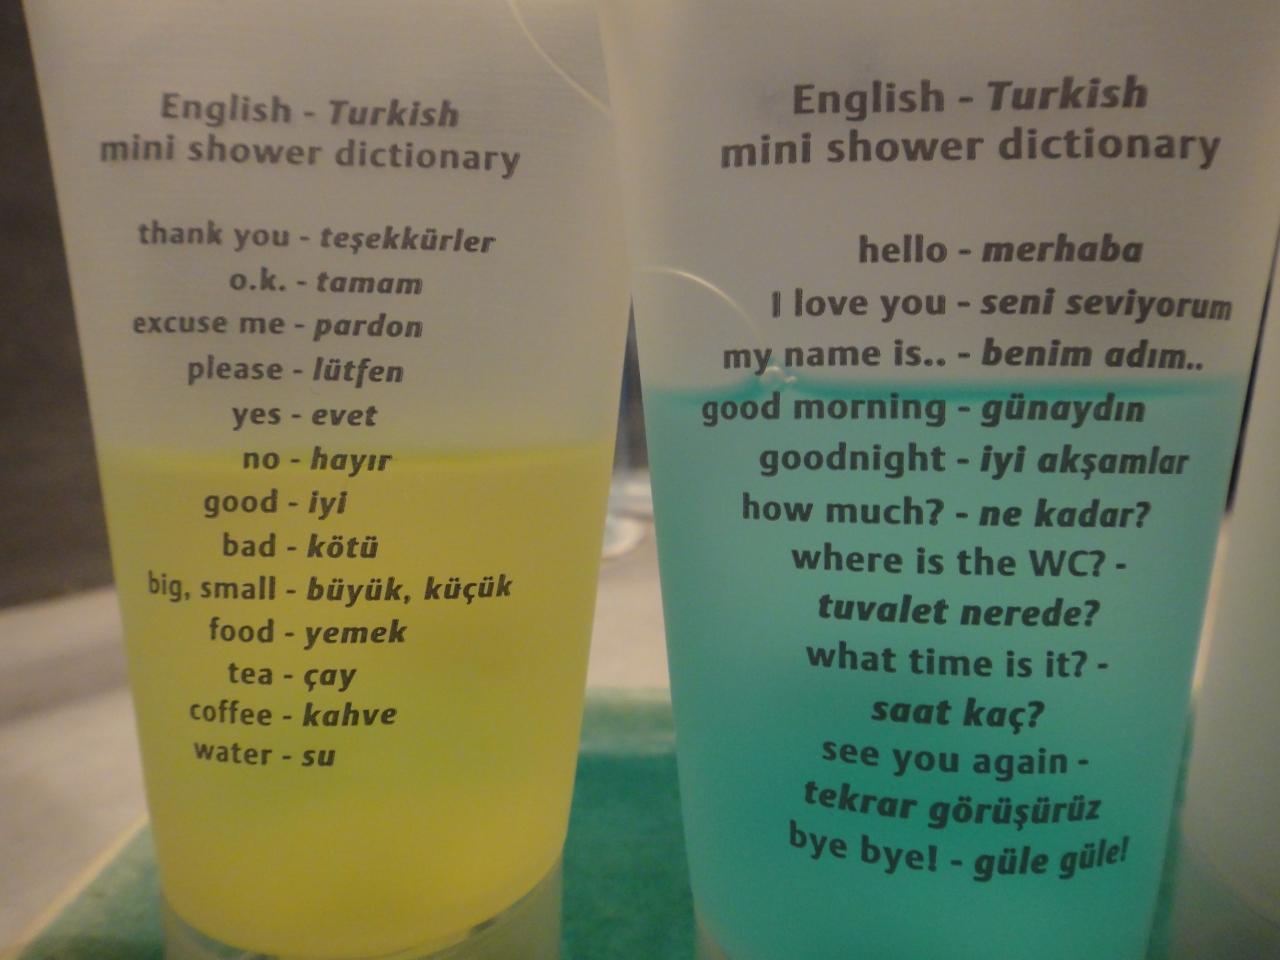 English - Turkish
mini shower dictionary
thank you - teşekkürler
o.k. - tamam
excuse me - pardon
please - lütfen
yes - evet
no - hayır
good - iyi
bad - kötü
big, small - büyük, küçük
food - yemek
tea - çay
coffee - kahve
water - su
English - Turkish
mini shower dictionary
hello - merhaba
I love you - seni seviyorum
my name is.. - benim adım..
good morning - günaydın
goodnight - iyi akşamlar
how much? - ne kadar?
where is the WC? -
tuvalet nerede?
what time is it? -
saat kaç?
see you again -
tekrar görüşürüz
bye bye! - güle güle!